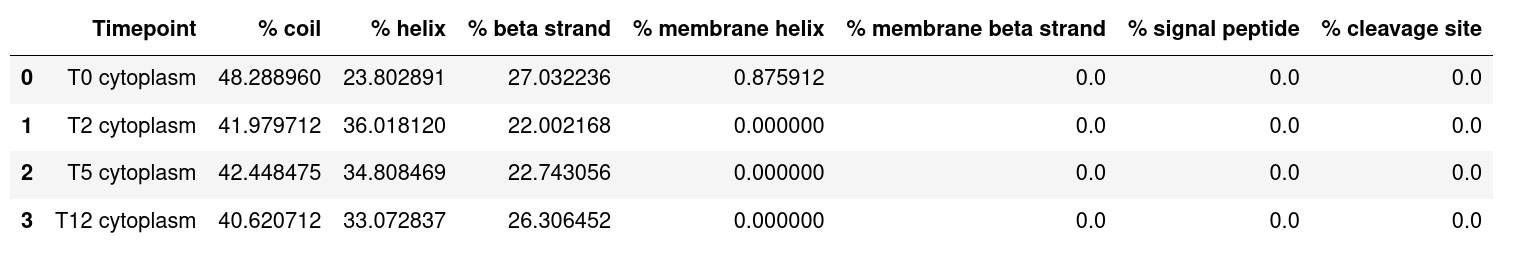 Timepoint % coil % helix % beta strand % membrane helix % membrane beta strand % signal peptide % cleavage site
0 T0 cytoplasm 48.288960 23.802891 27.032236 0.875912 0.0 0.0 0.0
1 T2 cytoplasm 41.979712 36.018120 22.002168 0.000000 0.0 0.0 0.0
2 T5 cytoplasm 42.448475 34.808469 22.743056 0.000000 0.0 0.0 0.0
3 T12 cytoplasm 40.620712 33.072837 26.306452 0.000000 0.0 0.0 0.0